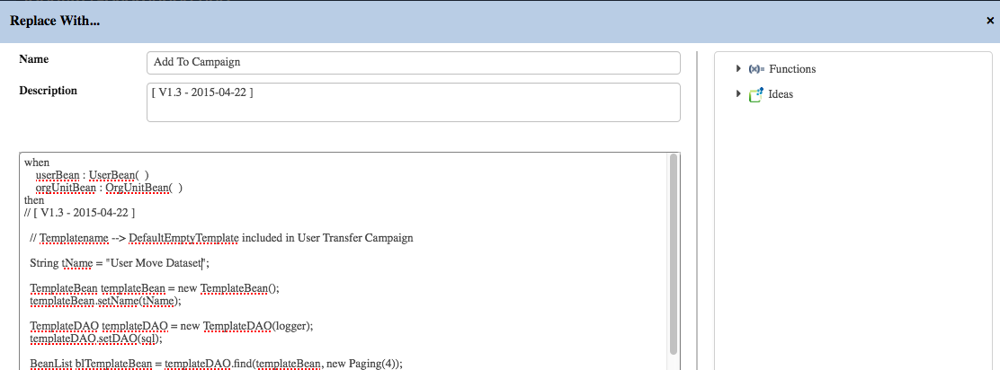 Replace With...
×
Name
Add To Campaign
Description
[ V1.3 - 2015-04-22 ]
(x)= Functions
Ideas
when
userBean : UserBean( )
orgUnitBean : OrgUnitBean( )
then
// [ V1.3 - 2015-04-22 ]
// Templatename --> DefaultEmptyTemplate included in User Transfer Campaign
String tName = "User Move Dataset";
TemplateBean templateBean = new TemplateBean();
templateBean.setName(tName);
TemplateDAO templateDAO = new TemplateDAO(logger);
templateDAO.setDAO(sql);
BeanList blTemplateBean = templateDAO.find(templateBean, new Paging(4));